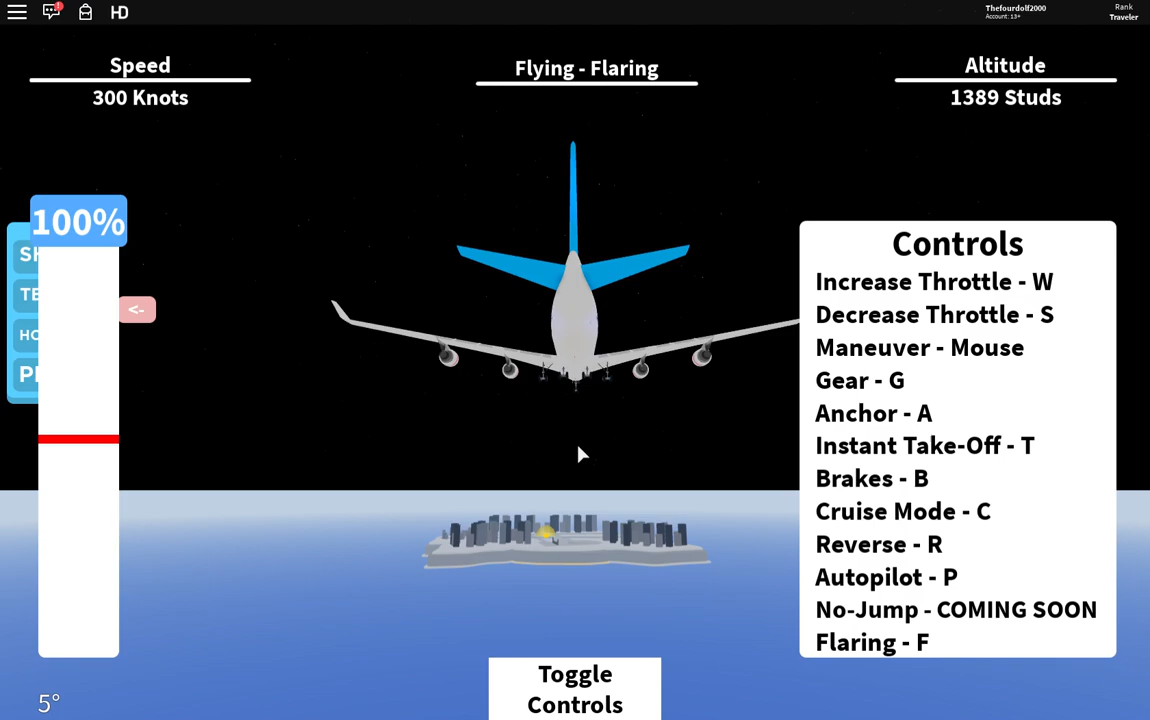 HD
Thefourdolf2000
Account: 13+
Rank
Traveler
Speed
300 Knots
Flying - Flaring
Altitude
1389 Studs
100%
<-
Controls
Increase Throttle - W
Decrease Throttle - S
Maneuver - Mouse
Gear - G
Anchor - A
Instant Take-Off - T
Brakes - B
Cruise Mode - C
Reverse - R
Autopilot - P
No-Jump - COMING SOON
Flaring - F
Toggle
Controls
5°